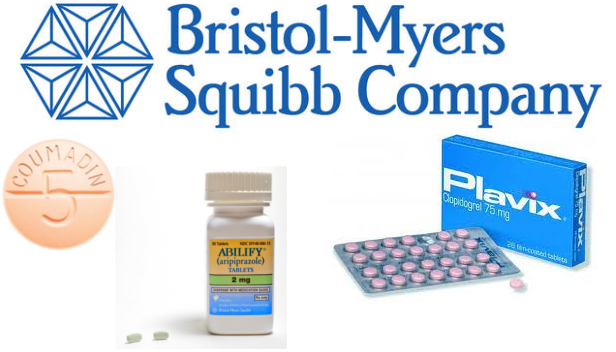 Bristol-Myers
Squibb Company
COUMADIN
5
ABILIFY®
(aripiprazole)
TABLETS
2 mg
Plavix®
Clopidogrel 75 mg
28 film-coated tablets